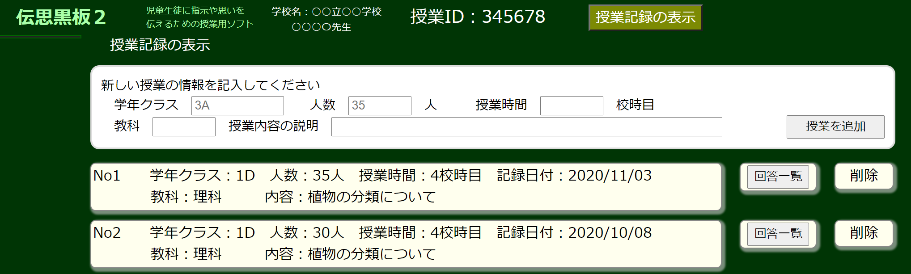 伝思黒板２
児童生徒に指示や思いを
伝えるための授業用ソフト
学校名：〇〇立〇〇学校
〇〇〇〇先生
授業ID：345678
授業記録の表示
授業記録の表示
新しい授業の情報を記入してください
学年クラス 3A 人数 35 人 授業時間 校時目
教科 授業内容の説明 授業を追加
No1 学年クラス：1D 人数：35人 授業時間：4校時目 記録日付：2020/11/03 回答一覧 削除
教科：理科 内容：植物の分類について
No2 学年クラス：1D 人数：30人 授業時間：4校時目 記録日付：2020/10/08 回答一覧 削除
教科：理科 内容：植物の分類について